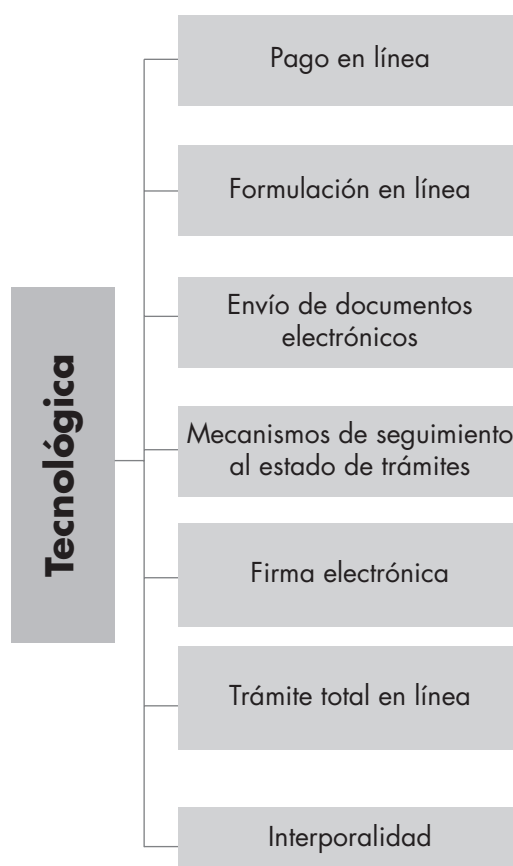 Tecnológica
Pago en línea
Formulación en línea
Envío de documentos
electrónicos
Mecanismos de seguimiento
al estado de trámites
Firma electrónica
Trámite total en línea
Interporalidad